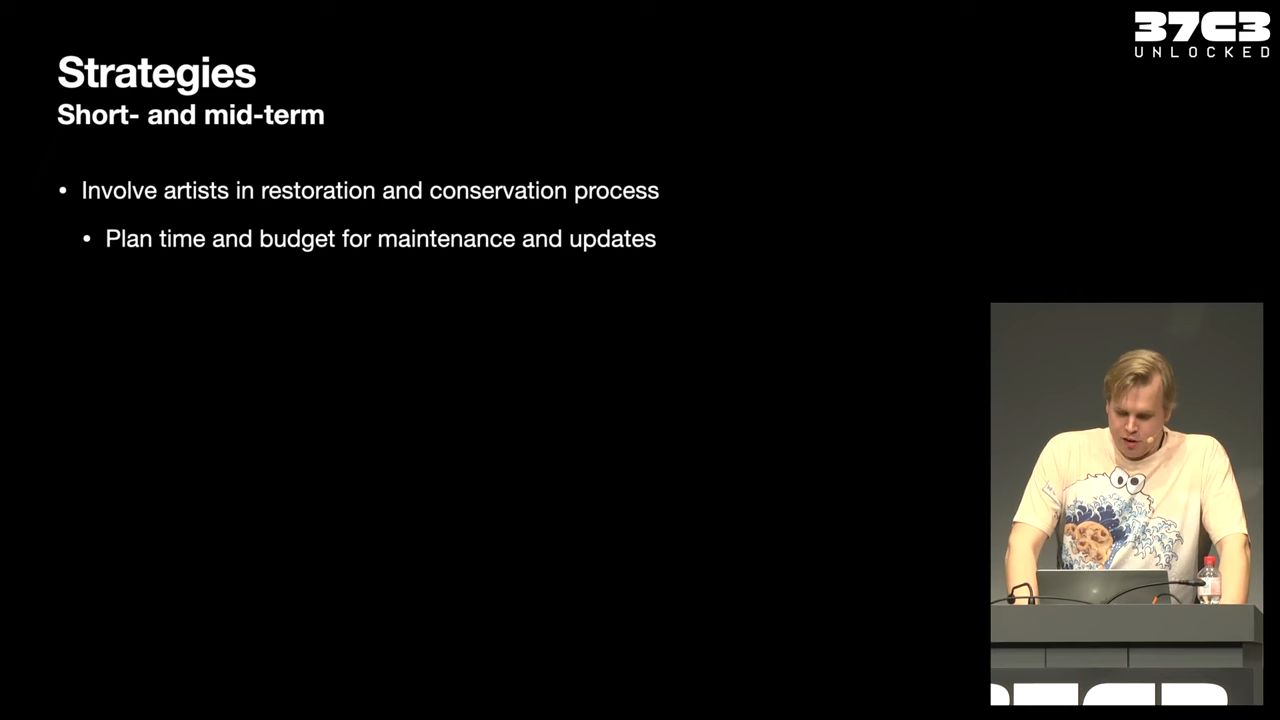 37C3
UNLOCKED
Strategies
Short- and mid-term
• Involve artists in restoration and conservation process
• Plan time and budget for maintenance and updates